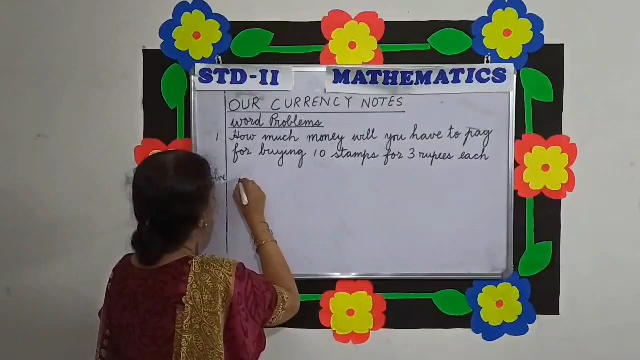 STD-II MATHEMATICS
OUR CURRENCY NOTES
Word Problems
1. How much money will you have to pay
for buying 10 stamps for 3 rupees each